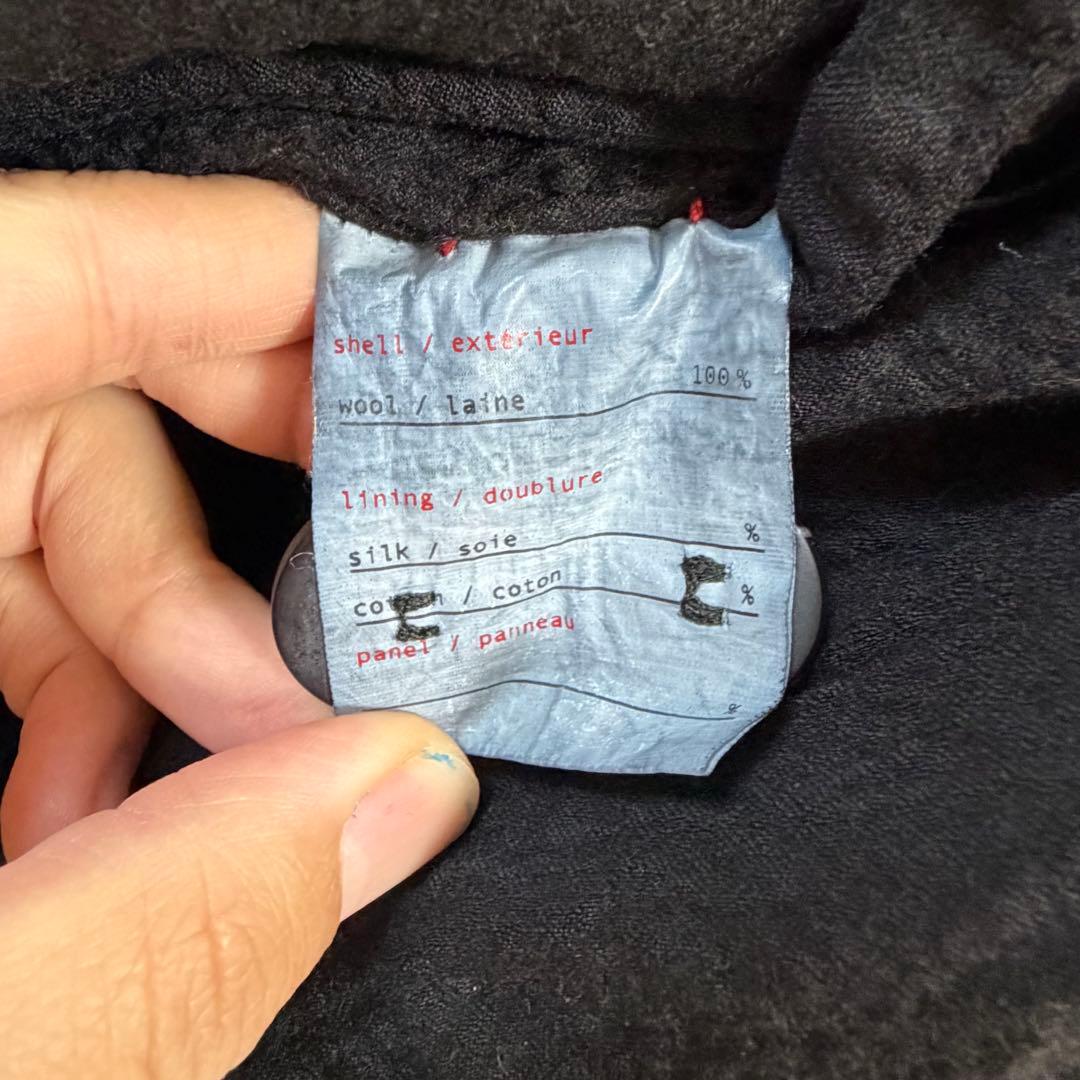 shell / extérieur
wool / laine 100%
lining / doublure
silk / soie %
/ coton %
panel / panneau
%